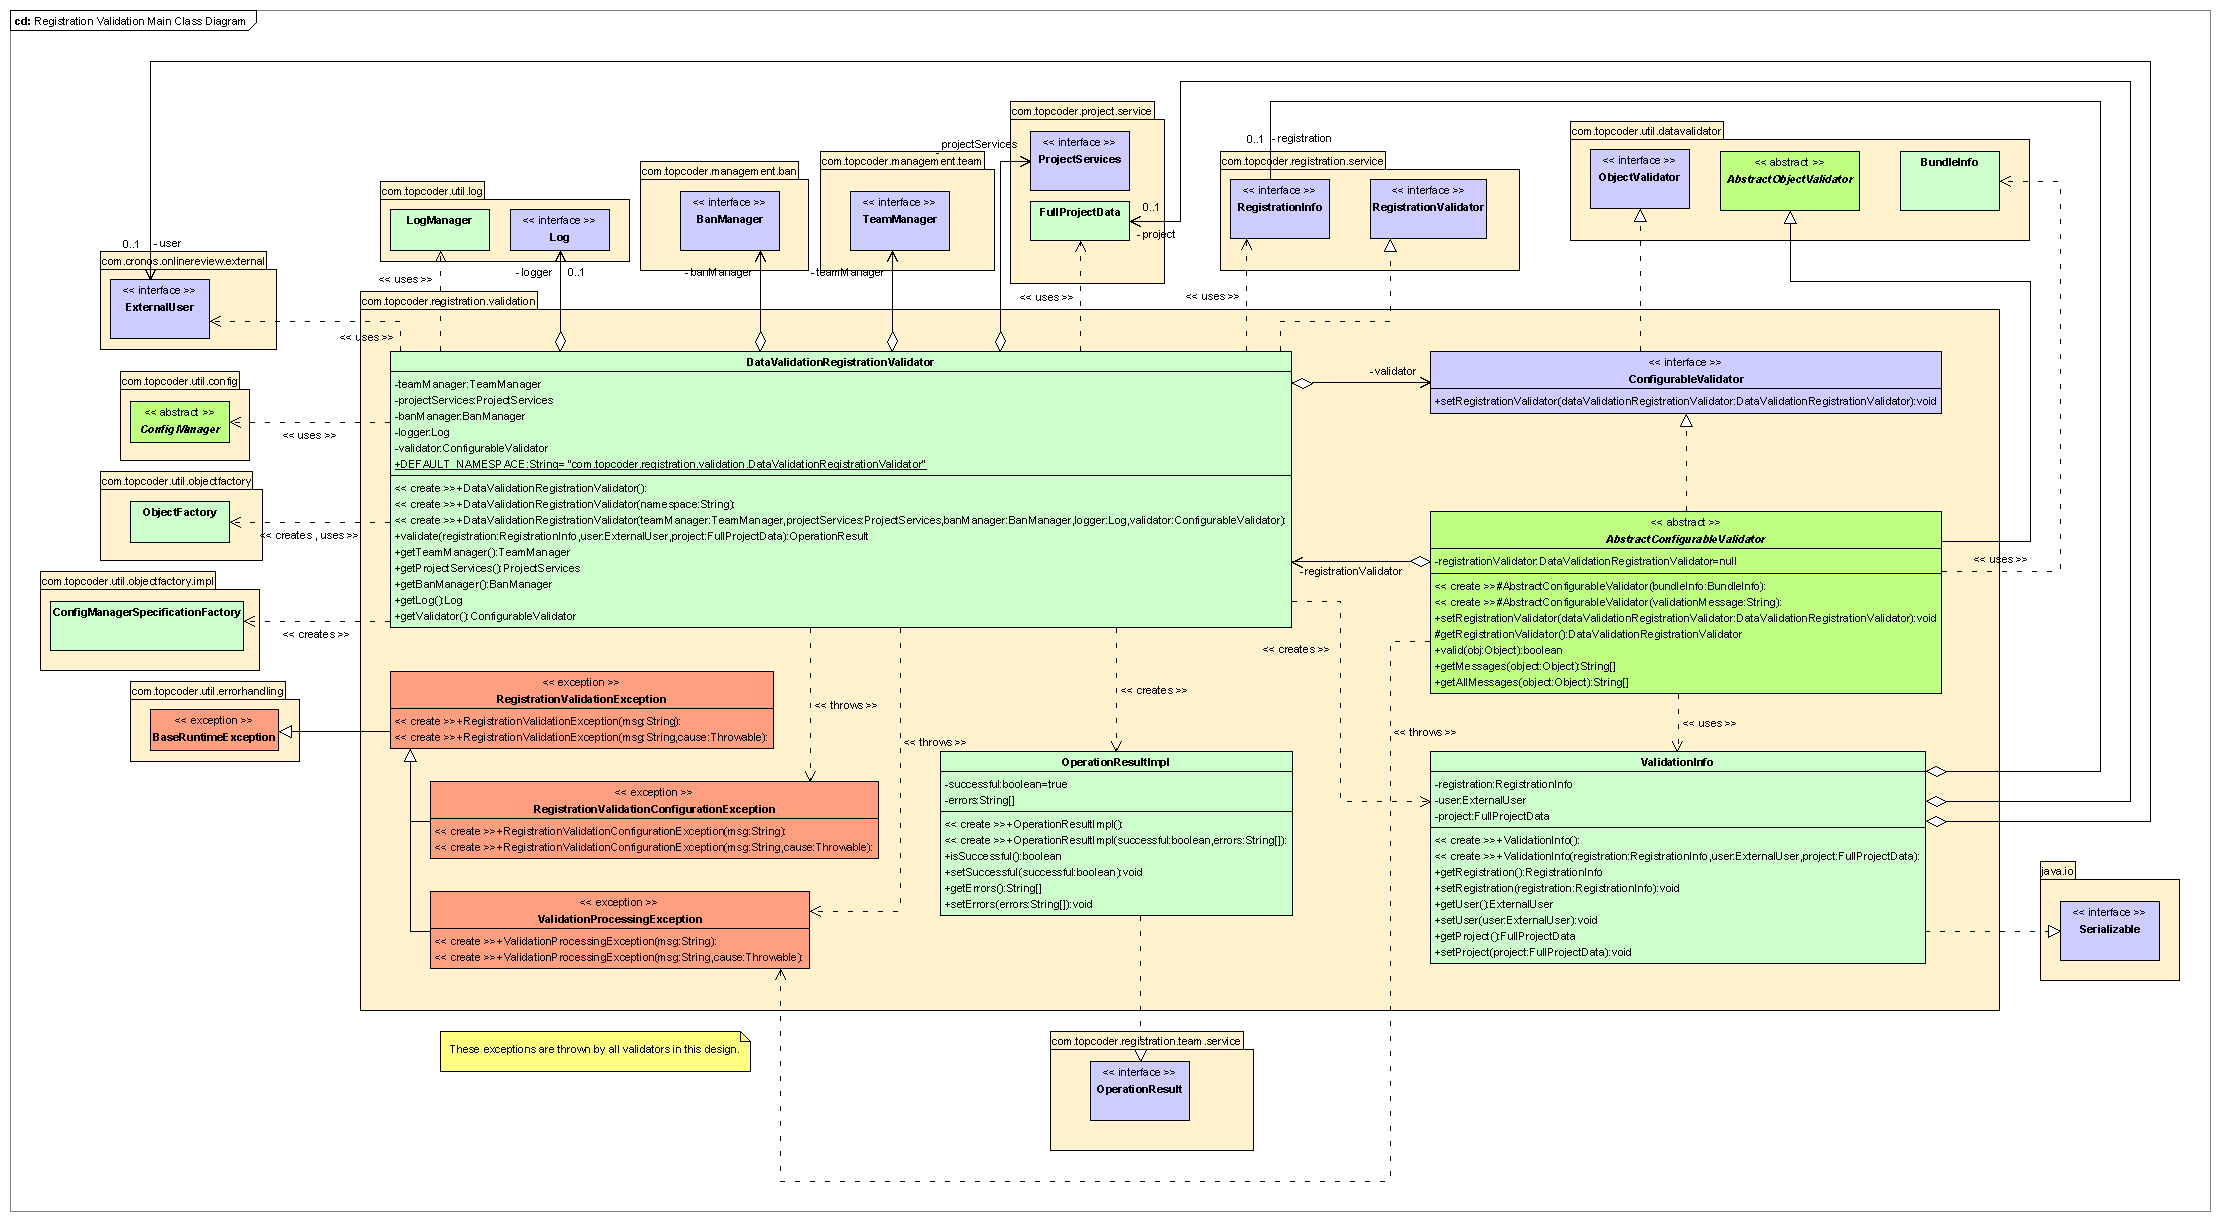 cd: Registration Validation Main Class Diagram
com.topcoder.project.service
<< interface >>
ProjectServices
- projectServices
FullProjectData
0..1
- project
com.topcoder.util.datavalidator
<< interface >>
ObjectValidator
<< abstract >>
AbstractObjectValidator
BundleInfo
0..1 - registration
com.topcoder.registration.service
<< interface >>
RegistrationInfo
<< interface >>
RegistrationValidator
com.topcoder.management.team
<< interface >>
TeamManager
- teamManager
com.topcoder.management.ban
<< interface >>
BanManager
- banManager
com.topcoder.util.log
LogManager
<< interface >>
Log
- logger 0..1
0..1 - user
com.cronos.onlinereview.external
<< interface >>
ExternalUser
<< uses >>
<< uses >>
<< uses >>
<< uses >>
com.topcoder.registration.validation
DataValidationRegistrationValidator
-teamManager:TeamManager
-projectServices:ProjectServices
-banManager:BanManager
-logger:Log
-validator:ConfigurableValidator
+DEFAULT_NAMESPACE:String= "com.topcoder.registration.validation.DataValidationRegistrationValidator"
<< create >>+DataValidationRegistrationValidator():
<< create >>+DataValidationRegistrationValidator(namespace:String):
<< create >>+DataValidationRegistrationValidator(teamManager:TeamManager,projectServices:ProjectServices,banManager:BanManager,logger:Log,validator:ConfigurableValidator):
+validate(registration:RegistrationInfo,user:ExternalUser,project:FullProjectData):OperationResult
+getTeamManager():TeamManager
+getProjectServices():ProjectServices
+getBanManager():BanManager
+getLog():Log
+getValidator():ConfigurableValidator
- validator
<< interface >>
ConfigurableValidator
+setRegistrationValidator(dataValidationRegistrationValidator:DataValidationRegistrationValidator):void
com.topcoder.util.config
<< abstract >>
ConfigManager
<< uses >>
com.topcoder.util.objectfactory
ObjectFactory
<< creates , uses >>
com.topcoder.util.objectfactory.impl
ConfigManagerSpecificationFactory
<< creates >>
<< abstract >>
AbstractConfigurableValidator
-registrationValidator:DataValidationRegistrationValidator=null
<< create >>#AbstractConfigurableValidator(bundleInfo:BundleInfo):
<< create >>#AbstractConfigurableValidator(validationMessage:String):
+setRegistrationValidator(dataValidationRegistrationValidator:DataValidationRegistrationValidator):void
#getRegistrationValidator():DataValidationRegistrationValidator
+valid(obj:Object):boolean
+getMessages(object:Object):String[]
+getAllMessages(object:Object):String[]
- registrationValidator
<< uses >>
<< creates >>
<< creates >>
<< throws >>
<< throws >>
<< throws >>
<< uses >>
com.topcoder.util.errorhandling
<< exception >>
BaseRuntimeException
<< exception >>
RegistrationValidationException
<< create >>+RegistrationValidationException(msg:String):
<< create >>+RegistrationValidationException(msg:String,cause:Throwable):
<< exception >>
RegistrationValidationConfigurationException
<< create >>+RegistrationValidationConfigurationException(msg:String):
<< create >>+RegistrationValidationConfigurationException(msg:String,cause:Throwable):
<< exception >>
ValidationProcessingException
<< create >>+ValidationProcessingException(msg:String):
<< create >>+ValidationProcessingException(msg:String,cause:Throwable):
OperationResultImpl
-successful:boolean=true
-errors:String[]
<< create >>+OperationResultImpl():
<< create >>+OperationResultImpl(successful:boolean,errors:String[]):
+isSuccessful():boolean
+setSuccessful(successful:boolean):void
+getErrors():String[]
+setErrors(errors:String[]):void
ValidationInfo
-registration:RegistrationInfo
-user:ExternalUser
-project:FullProjectData
<< create >>+ValidationInfo():
<< create >>+ValidationInfo(registration:RegistrationInfo,user:ExternalUser,project:FullProjectData):
+getRegistration():RegistrationInfo
+setRegistration(registration:RegistrationInfo):void
+getUser():ExternalUser
+setUser(user:ExternalUser):void
+getProject():FullProjectData
+setProject(project:FullProjectData):void
java.io
<< interface >>
Serializable
These exceptions are thrown by all validators in this design.
com.topcoder.registration.team.service
<< interface >>
OperationResult